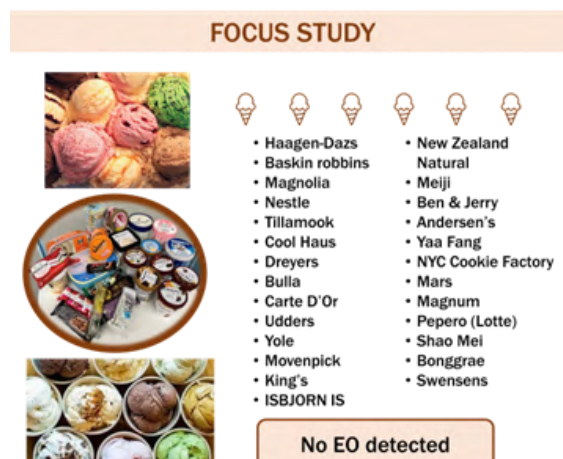 FOCUS STUDY
• Haagen-Dazs
• Baskin robbins
• Magnolia
• Nestle
• Tillamook
• Cool Haus
• Dreyers
• Bulla
• Carte D'Or
• Udders
• Yole
• Movenpick
• King's
• ISBJORN IS
• New Zealand
Natural
• Meiji
• Ben & Jerry
• Andersen's
• Yaa Fang
• NYC Cookie Factory
• Mars
• Magnum
• Pepero (Lotte)
• Shao Mei
• Bonggrae
• Swensens
No EO detected